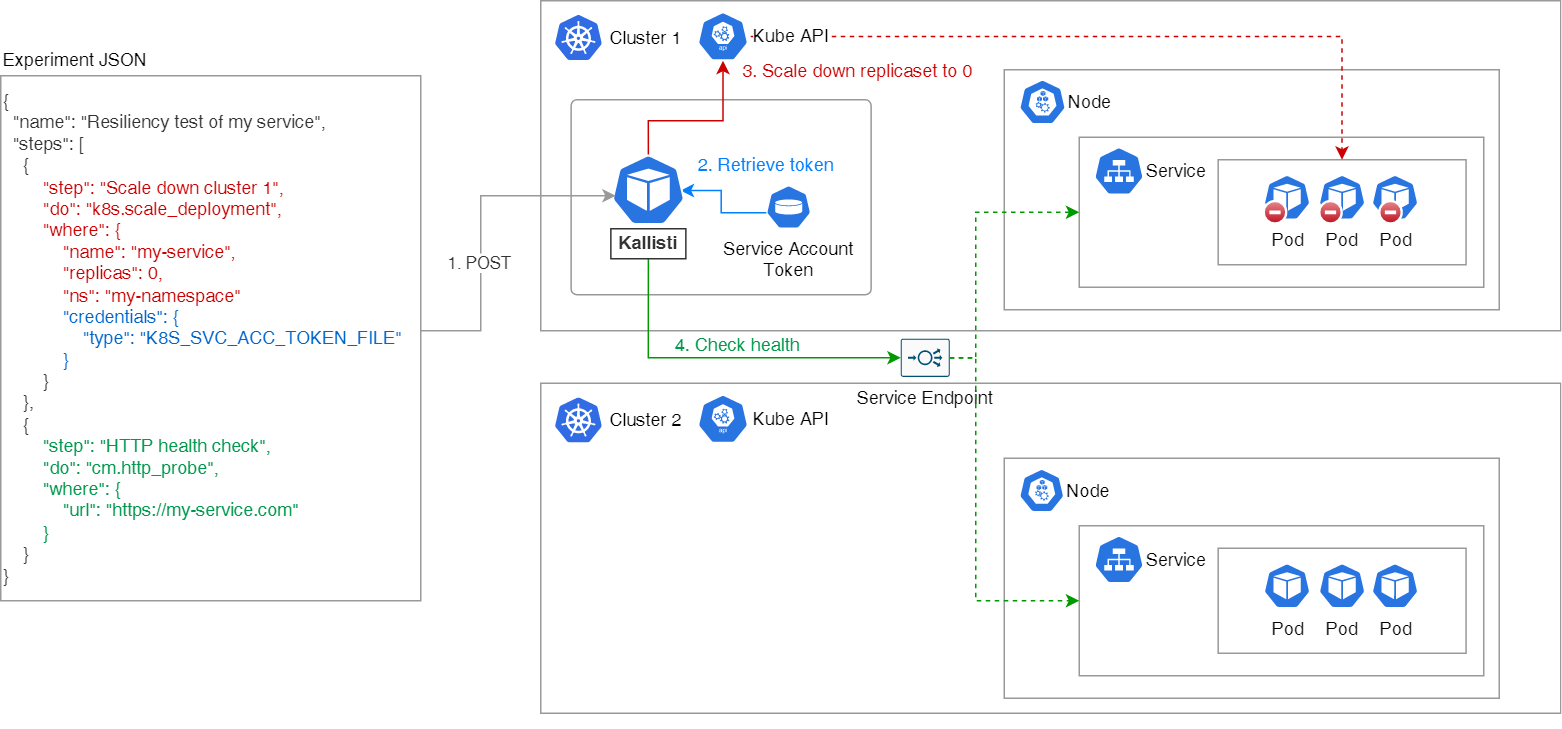 Experiment JSON
{
"name": "Resiliency test of my service",
"steps": [
{
"step": "Scale down cluster 1",
"do": "k8s.scale_deployment",
"where": {
"name": "my-service",
"replicas": 0,
"ns": "my-namespace"
"credentials": {
"type": "K8S_SVC_ACC_TOKEN_FILE"
}
}
},
{
"step": "HTTP health check",
"do": "cm.http_probe",
"where": {
"url": "https://my-service.com"
}
}
}
1. POST
Cluster 1
api
Kube API
3. Scale down replicaset to 0
2. Retrieve token
Kallisti
Service Account
Token
Node
Service
Pod Pod Pod
4. Check health
Service Endpoint
Cluster 2
api
Kube API
Node
Service
Pod Pod Pod